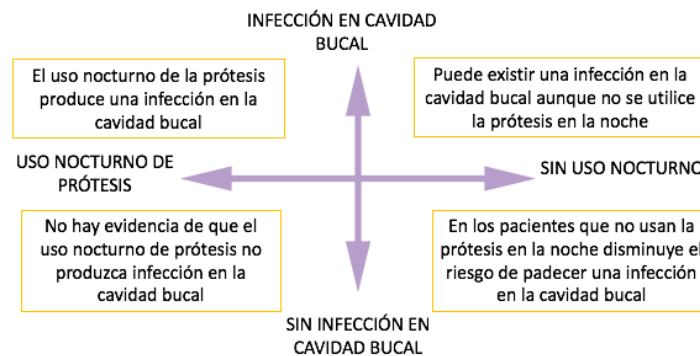 INFECCIÓN EN CAVIDAD
BUCAL
El uso nocturno de la prótesis
produce una infección en la
cavidad bucal
Puede existir una infección en la
cavidad bucal aunque no se utilice
la prótesis en la noche
USO NOCTURNO DE
PRÓTESIS
SIN USO NOCTURNO
No hay evidencia de que el
uso nocturno de prótesis no
produzca infección en la
cavidad bucal
En los pacientes que no usan la
prótesis en la noche disminuye el
riesgo de padecer una infección
en la cavidad bucal
SIN INFECCIÓN EN
CAVIDAD BUCAL